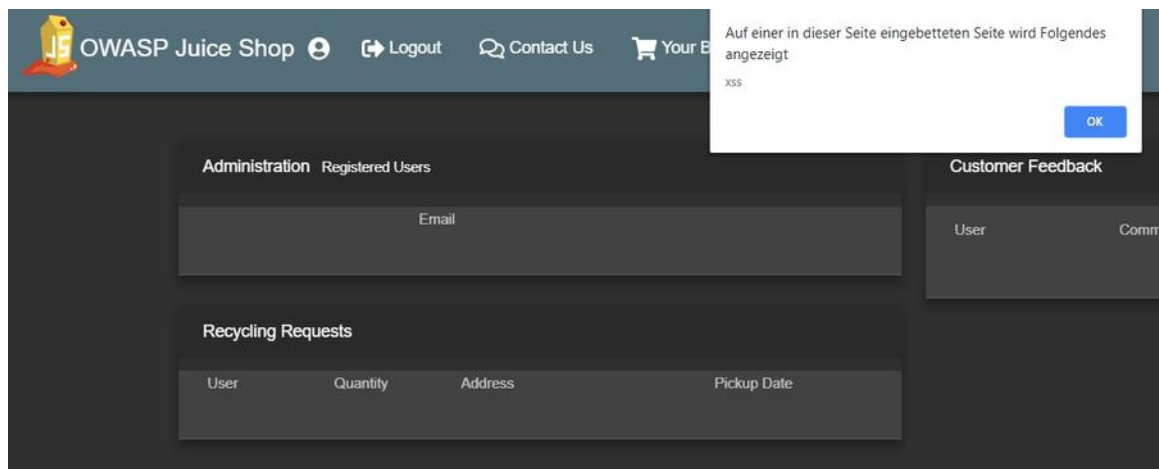 OWASP Juice Shop Logout Contact Us Your B
Auf einer in dieser Seite eingebetteten Seite wird Folgendes
angezeigt
xss
OK
Administration Registered Users
Email
Customer Feedback
User Comm
Recycling Requests
User Quantity Address Pickup Date